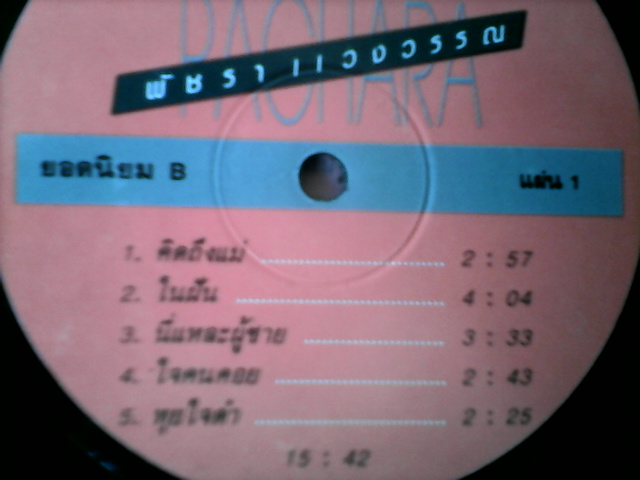 PACHARA
พัชรา แวงวรรณ
ยอดนิยม B
แผ่น 1
1. คิดถึงแม่ 2 : 57
2. ในฝัน 4 : 04
3. นี่แหละผู้ชาย 3 : 33
4. ใจคนคอย 2 : 43
5. ทุยใจดำ 2 : 25
15 : 42